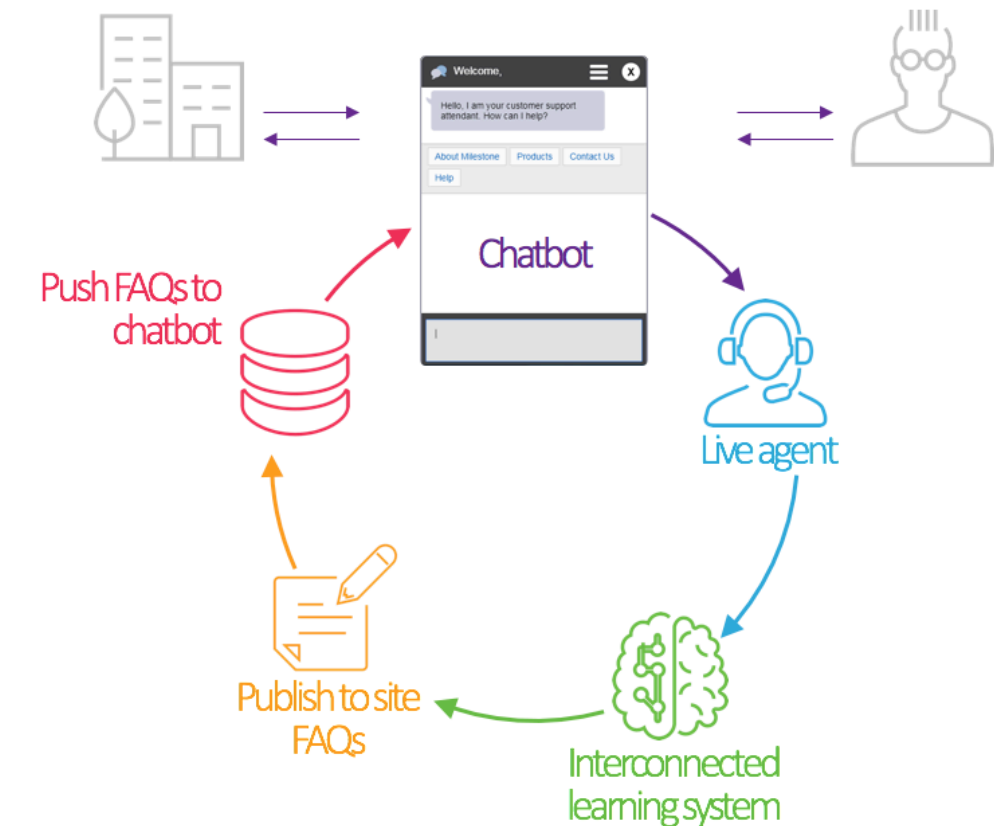 Welcome,
X
Hello, I am your customer support
attendant. How can I help?
About Milestone Products Contact Us
Help
Chatbot
Push FAQs to
chatbot
Live agent
Publish to site
FAQs
Interconnected
learning system